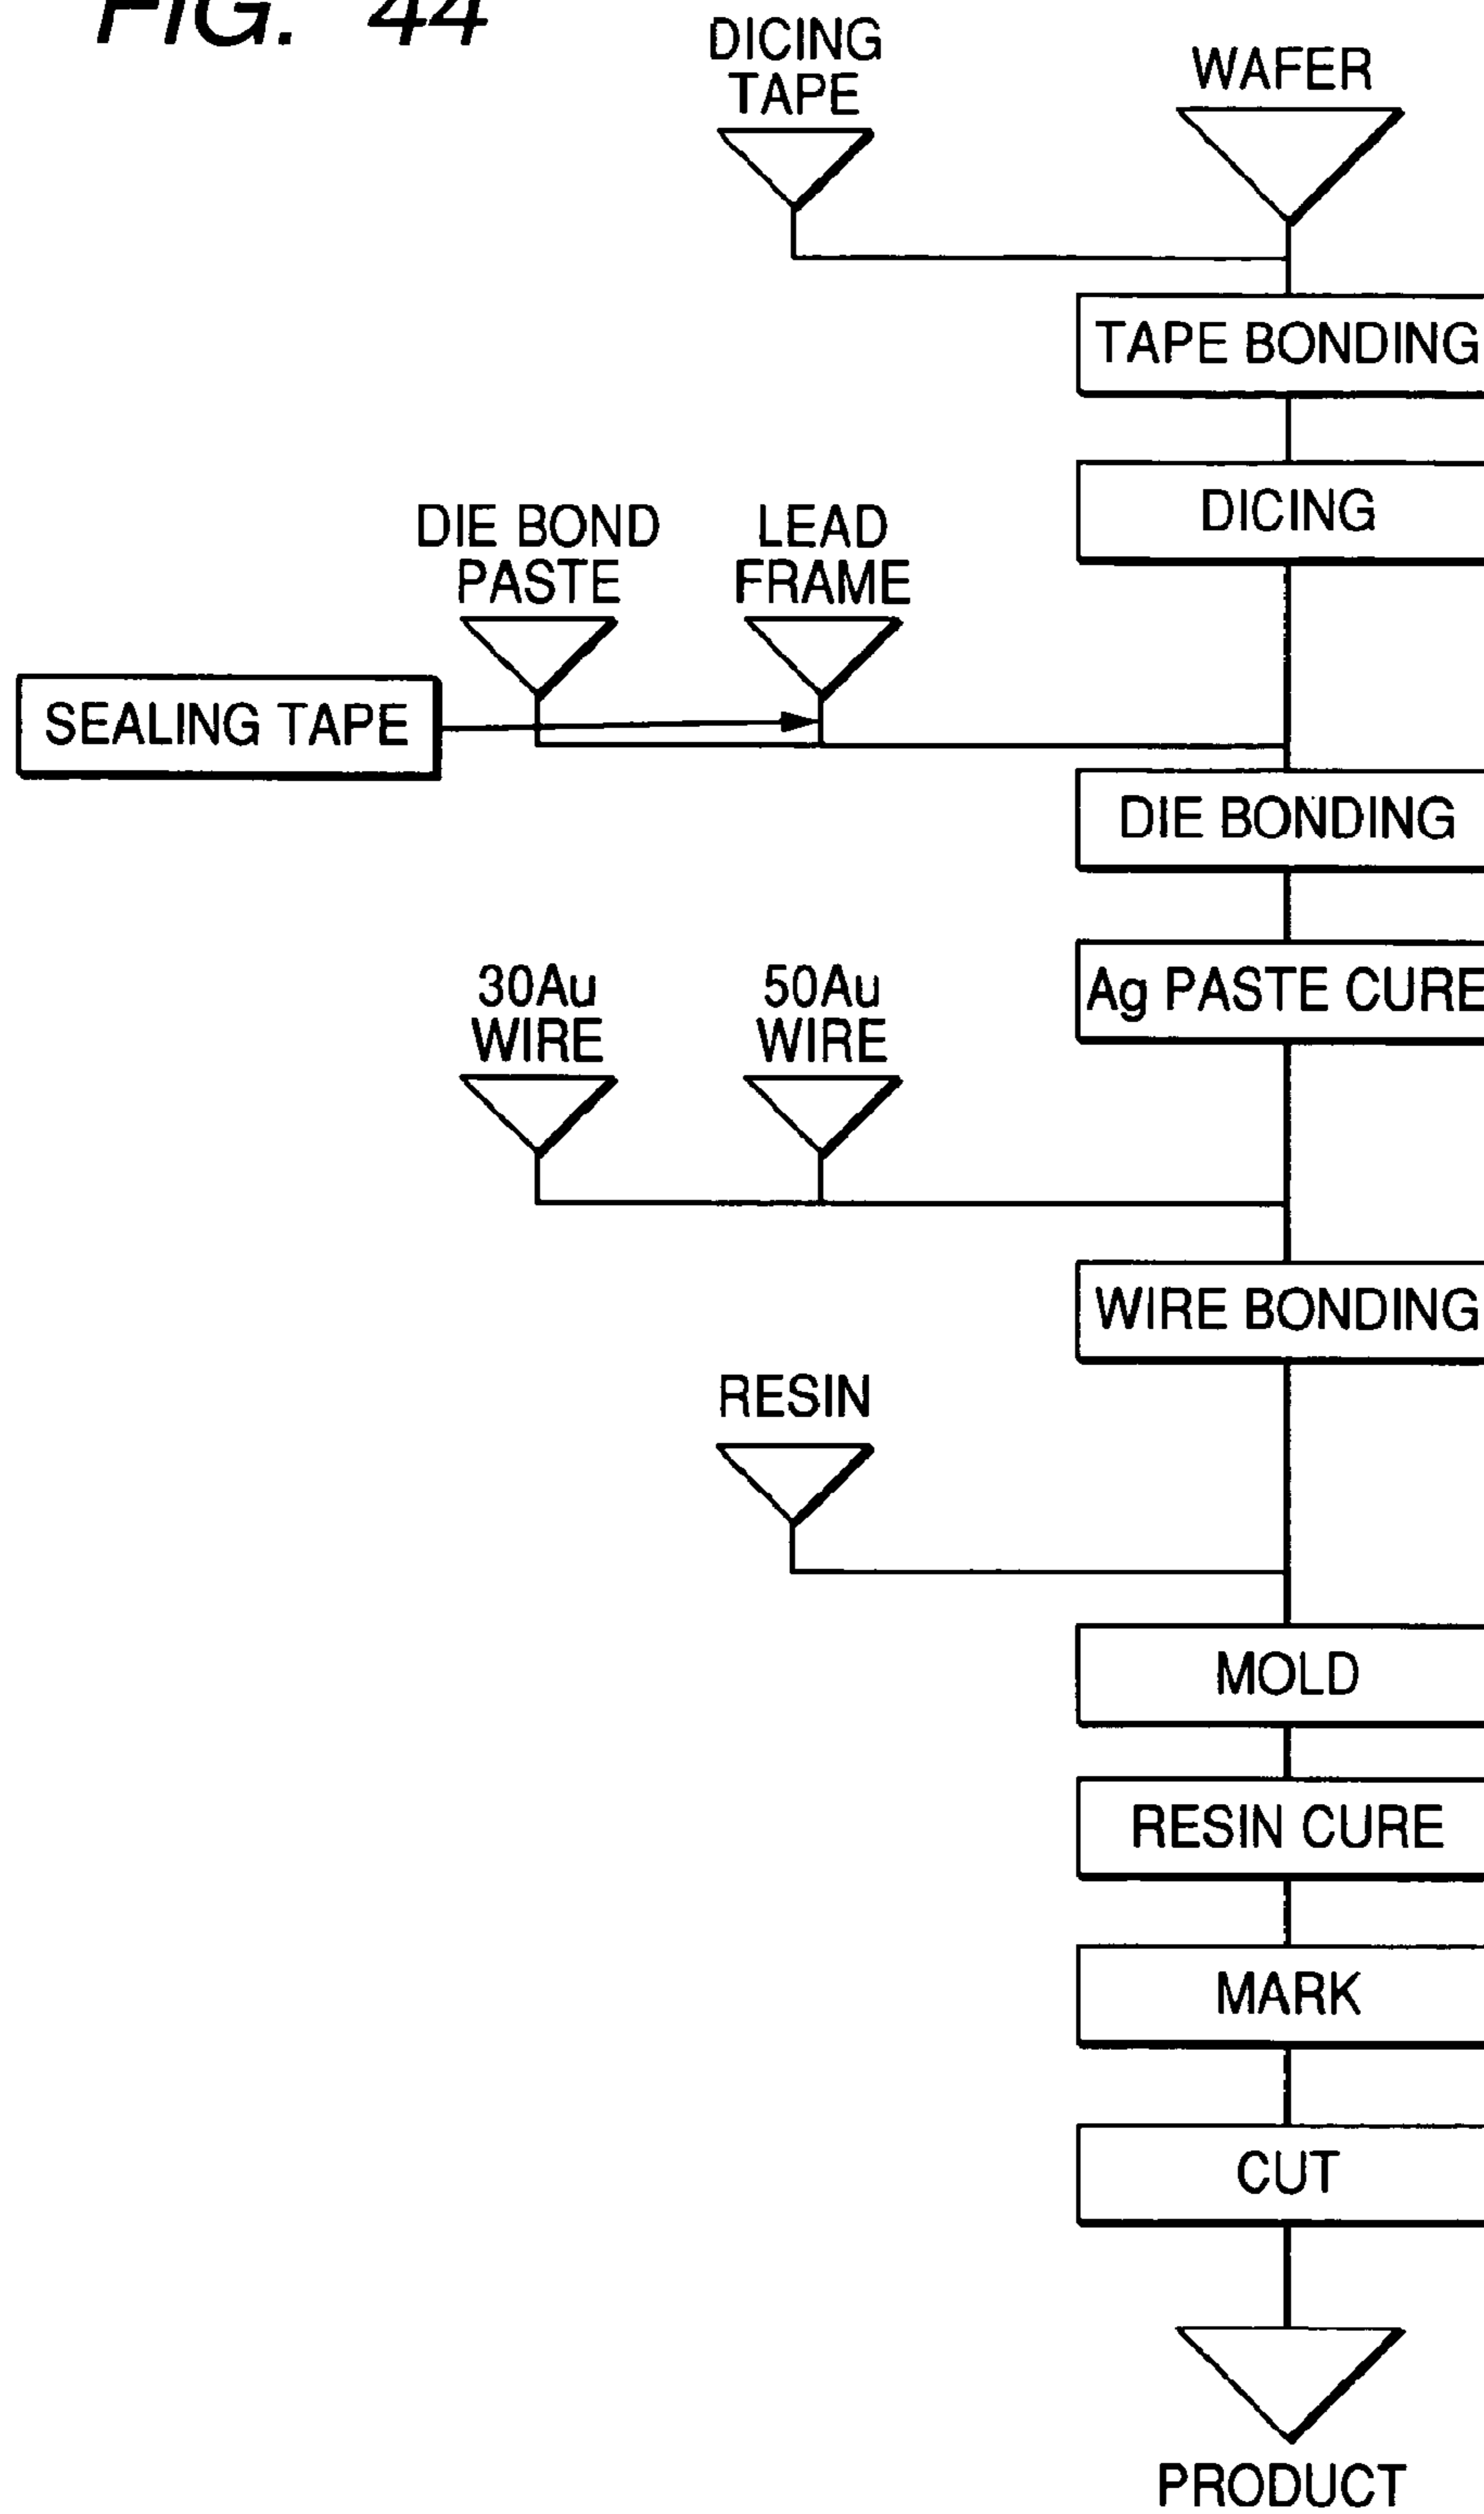 FIG. 44
DICING
TAPE
WAFER
TAPE BONDING
DICING
DIE BOND
PASTE
LEAD
FRAME
SEALING TAPE
DIE BONDING
Ag PASTE CURE
30Au
WIRE
50Au
WIRE
WIRE BONDING
RESIN
MOLD
RESIN CURE
MARK
CUT
PRODUCT